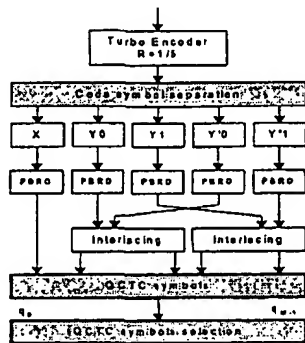 Turbo Encoder
R=1/5
Code symbol separation
X Y0 Y1 Y'0 Y'1
PBRO PBRO PBRO PBRO PBRO
Interlacing Interlacing
QCTC symbols
QCTC symbols selection